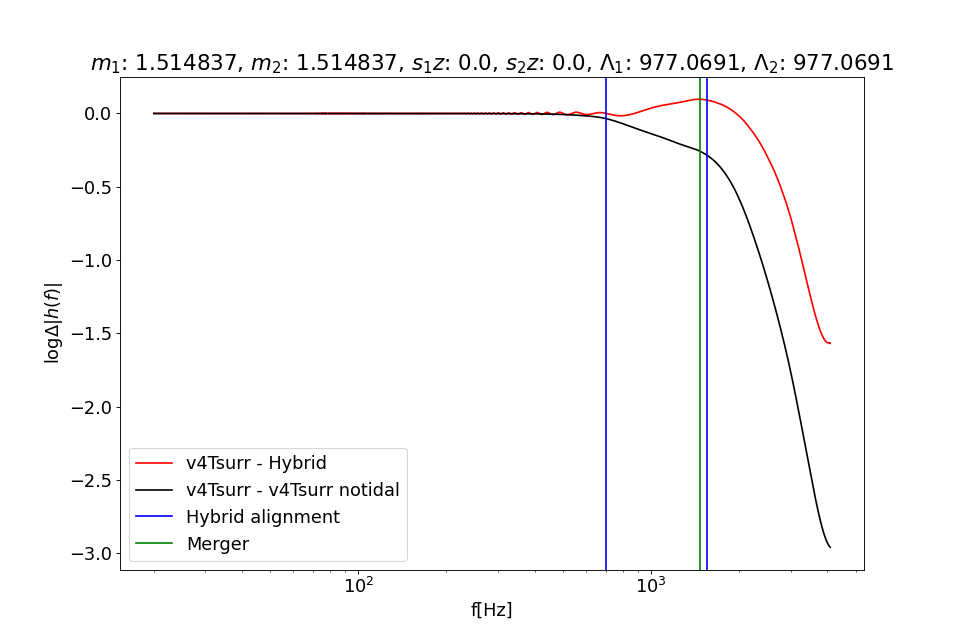 m₁: 1.514837, m₂: 1.514837, s₁z: 0.0, s₂z: 0.0, Λ₁: 977.0691, Λ₂: 977.0691
logΔ|h(f)|
0.0
−0.5
−1.0
−1.5
−2.0
−2.5
−3.0
v4Tsurr - Hybrid
v4Tsurr - v4Tsurr notidal
Hybrid alignment
Merger
10² 10³
f[Hz]